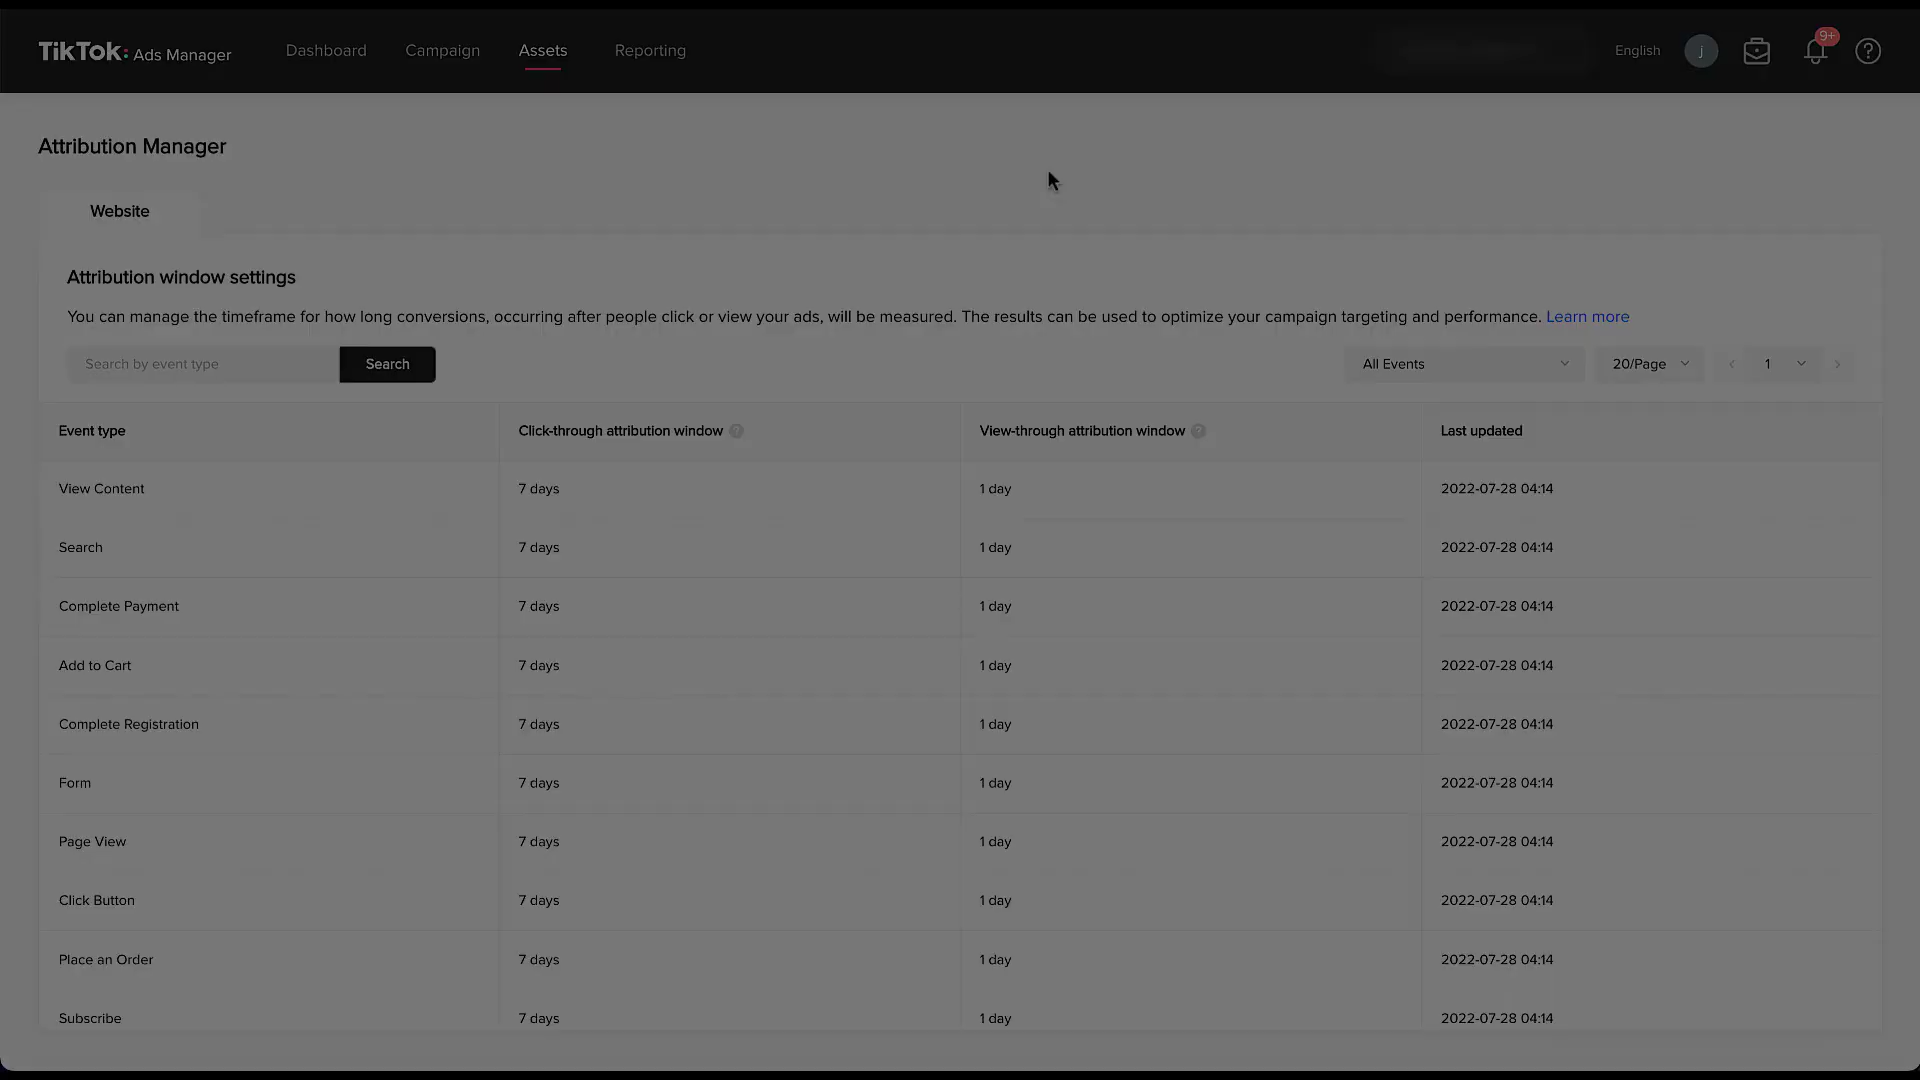 TikTok: Ads Manager Dashboard Campaign Assets Reporting English j 9+
Attribution Manager
Website
Attribution window settings
You can manage the timeframe for how long conversions, occurring after people click or view your ads, will be measured. The results can be used to optimize your campaign targeting and performance. Learn more
Search by event type Search All Events 20/Page 1
Event type Click-through attribution window View-through attribution window Last updated
View Content 7 days 1 day 2022-07-28 04:14
Search 7 days 1 day 2022-07-28 04:14
Complete Payment 7 days 1 day 2022-07-28 04:14
Add to Cart 7 days 1 day 2022-07-28 04:14
Complete Registration 7 days 1 day 2022-07-28 04:14
Form 7 days 1 day 2022-07-28 04:14
Page View 7 days 1 day 2022-07-28 04:14
Click Button 7 days 1 day 2022-07-28 04:14
Place an Order 7 days 1 day 2022-07-28 04:14
Subscribe 7 days 1 day 2022-07-28 04:14